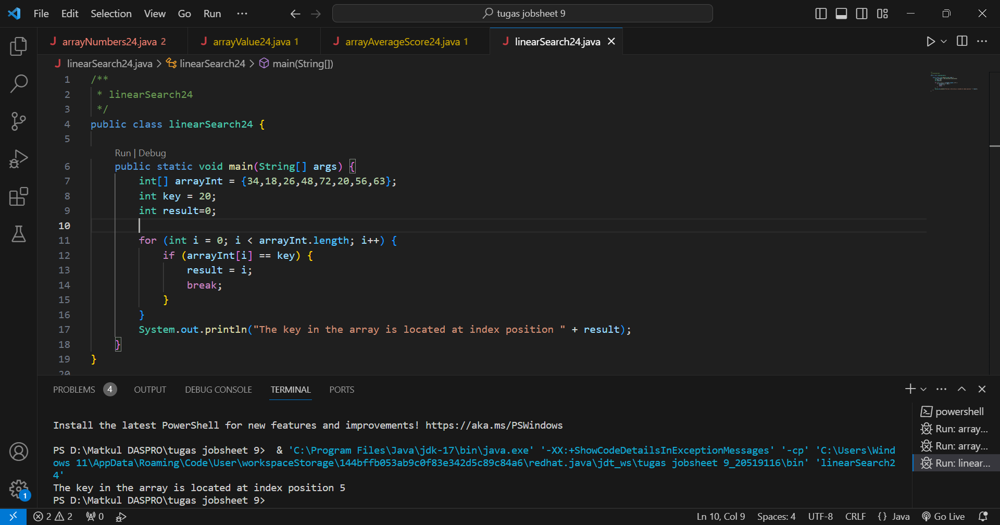 File Edit Selection View Go Run ···
tugas jobsheet 9
J arrayNumbers24.java 2
J arrayValue24.java 1
J arrayAverageScore24.java 1
J linearSearch24.java
J linearSearch24.java > linearSearch24 > main(String[])
1 /**
2 * linearSearch24
3 */
4 public class linearSearch24 {
5
Run | Debug
6 public static void main(String[] args) {
7 int[] arrayInt = {34,18,26,48,72,20,56,63};
8 int key = 20;
9 int result=0;
10
11 for (int i = 0; i < arrayInt.length; i++) {
12 if (arrayInt[i] == key) {
13 result = i;
14 break;
15 }
16 }
17 System.out.println("The key in the array is located at index position " + result);
18 }
19 }
20
PROBLEMS 4 OUTPUT DEBUG CONSOLE TERMINAL PORTS
Install the latest PowerShell for new features and improvements! https://aka.ms/PSWindows
PS D:\Matkul DASPRO\tugas jobsheet 9> & 'C:\Program Files\Java\jdk-17\bin\java.exe' '-XX:+ShowCodeDetailsInExceptionMessages' '-cp' 'C:\Users\Wind
ows 11\AppData\Roaming\Code\User\workspaceStorage\144bffb053ab9c0f83e342d5c89c84a6\redhat.java\jdt_ws\tugas jobsheet 9_20519116\bin' 'linearSearch2
4'
The key in the array is located at index position 5
PS D:\Matkul DASPRO\tugas jobsheet 9>
powershell
Run: array...
Run: array...
Run: linear...
1
2 2 0
Ln 10, Col 9 Spaces: 4 UTF-8 CRLF {} Java Go Live